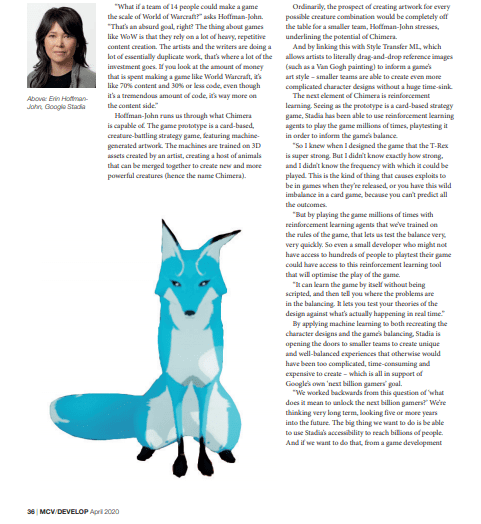 Above: Erin Hoffman-
John, Google Stadia
"What if a team of 14 people could make a game
the scale of World of Warcraft?" asks Hoffman-John.
"That's an absurd goal, right? The thing about games
like WoW is that they rely on a lot of heavy, repetitive
content creation. The artists and the writers are doing a
lot of essentially duplicate work, that's where a lot of the
investment goes. If you look at the amount of money
that is spent making a game like World Warcraft, it's
like 70% content and 30% or less code, even though
it's a tremendous amount of code, it's way more on
the content side."
Hoffman-John runs us through what Chimera
is capable of. The game prototype is a card-based,
creature-battling strategy game, featuring machine-
generated artwork. The machines are trained on 3D
assets created by an artist, creating a host of animals
that can be merged together to create new and more
powerful creatures (hence the name Chimera).
Ordinarily, the prospect of creating artwork for every
possible creature combination would be completely off
the table for a smaller team, Hoffman-John stresses,
underlining the potential of Chimera.
And by linking this with Style Transfer ML, which
allows artists to literally drag-and-drop reference images
(such as a Van Gogh painting) to inform a game's
art style – smaller teams are able to create even more
complicated character designs without a huge time-sink.
The next element of Chimera is reinforcement
learning. Seeing as the prototype is a card-based strategy
game, Stadia has been able to use reinforcement learning
agents to play the game millions of times, playtesting it
in order to inform the game's balance.
"So I knew when I designed the game that the T-Rex
is super strong. But I didn't know exactly how strong,
and I didn't know the frequency with which it could be
played. This is the kind of thing that causes exploits to
be in games when they're released, or you have this wild
imbalance in a card game, because you can't predict all
the outcomes.
"But by playing the game millions of times with
reinforcement learning agents that we've trained on
the rules of the game, that lets us test the balance very,
very quickly. So even a small developer who might not
have access to hundreds of people to playtest their game
could have access to this reinforcement learning tool
that will optimise the play of the game.
"It can learn the game by itself without being
scripted, and then tell you where the problems are
in the balancing. It lets you test your theories of the
design against what's actually happening in real time."
By applying machine learning to both recreating the
character designs and the game's balancing, Stadia is
opening the doors to smaller teams to create unique
and well-balanced experiences that otherwise would
have been too complicated, time-consuming and
expensive to create – which is all in support of
Google's own 'next billion gamers' goal.
"We worked backwards from this question of 'what
does it mean to unlock the next billion gamers?' We're
thinking very long term, looking five or more years
into the future. The big thing we want to do is be able
to use Stadia's accessibility to reach billions of people.
And if we want to do that, from a game development
36 | MCV/DEVELOP April 2020